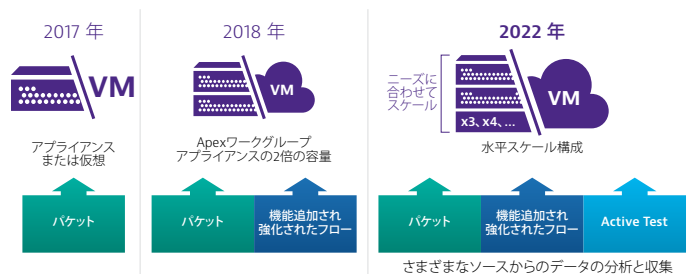 2017 年
VM
アプライアンス
または仮想
パケット
2018 年
VM
Apexワークグループ
アプライアンスの2倍の容量
パケット
機能追加され
強化されたフロー
2022 年
ニーズに
合わせて
スケール
x3、x4、...
VM
水平スケール構成
パケット
機能追加され
強化されたフロー
Active Test
さまざまなソースからのデータの分析と収集